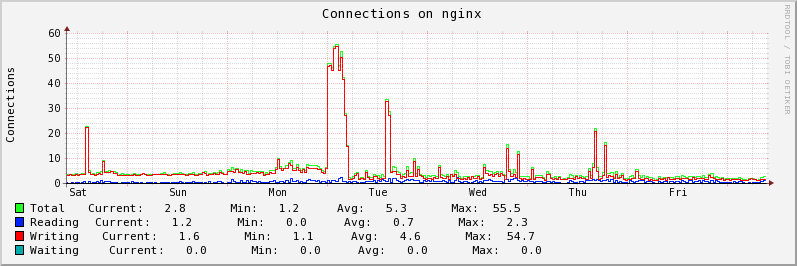 Connections on nginx
RRDTOOL / TOBI OETIKER
Connections
60
50
40
30
20
10
0
Sat Sun Mon Tue Wed Thu Fri
Total Current: 2.8 Min: 1.2 Avg: 5.3 Max: 55.5
Reading Current: 1.2 Min: 0.0 Avg: 0.7 Max: 2.3
Writing Current: 1.6 Min: 1.1 Avg: 4.6 Max: 54.7
Waiting Current: 0.0 Min: 0.0 Avg: 0.0 Max: 0.0